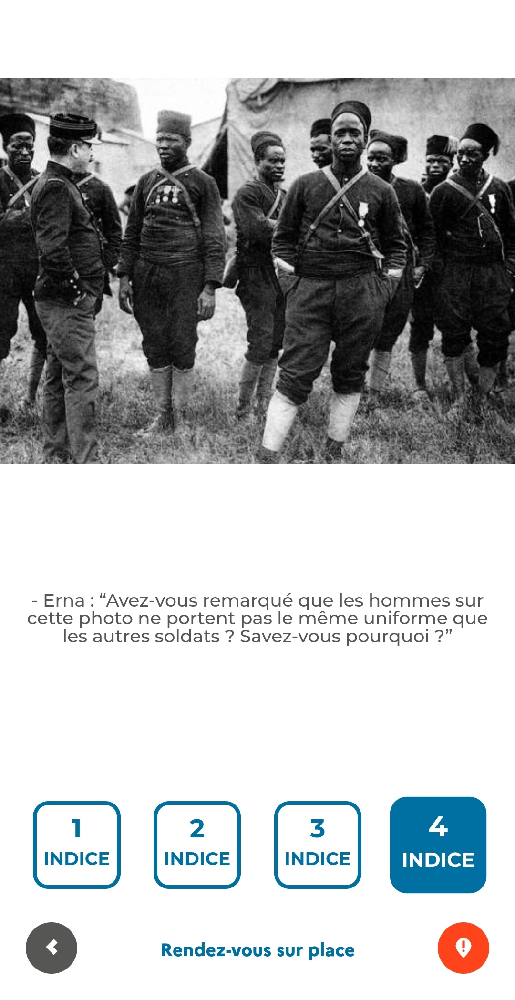 - Erna : “Avez-vous remarqué que les hommes sur
cette photo ne portent pas le même uniforme que
les autres soldats ? Savez-vous pourquoi ?”
1
INDICE
2
INDICE
3
INDICE
4
INDICE
Rendez-vous sur place